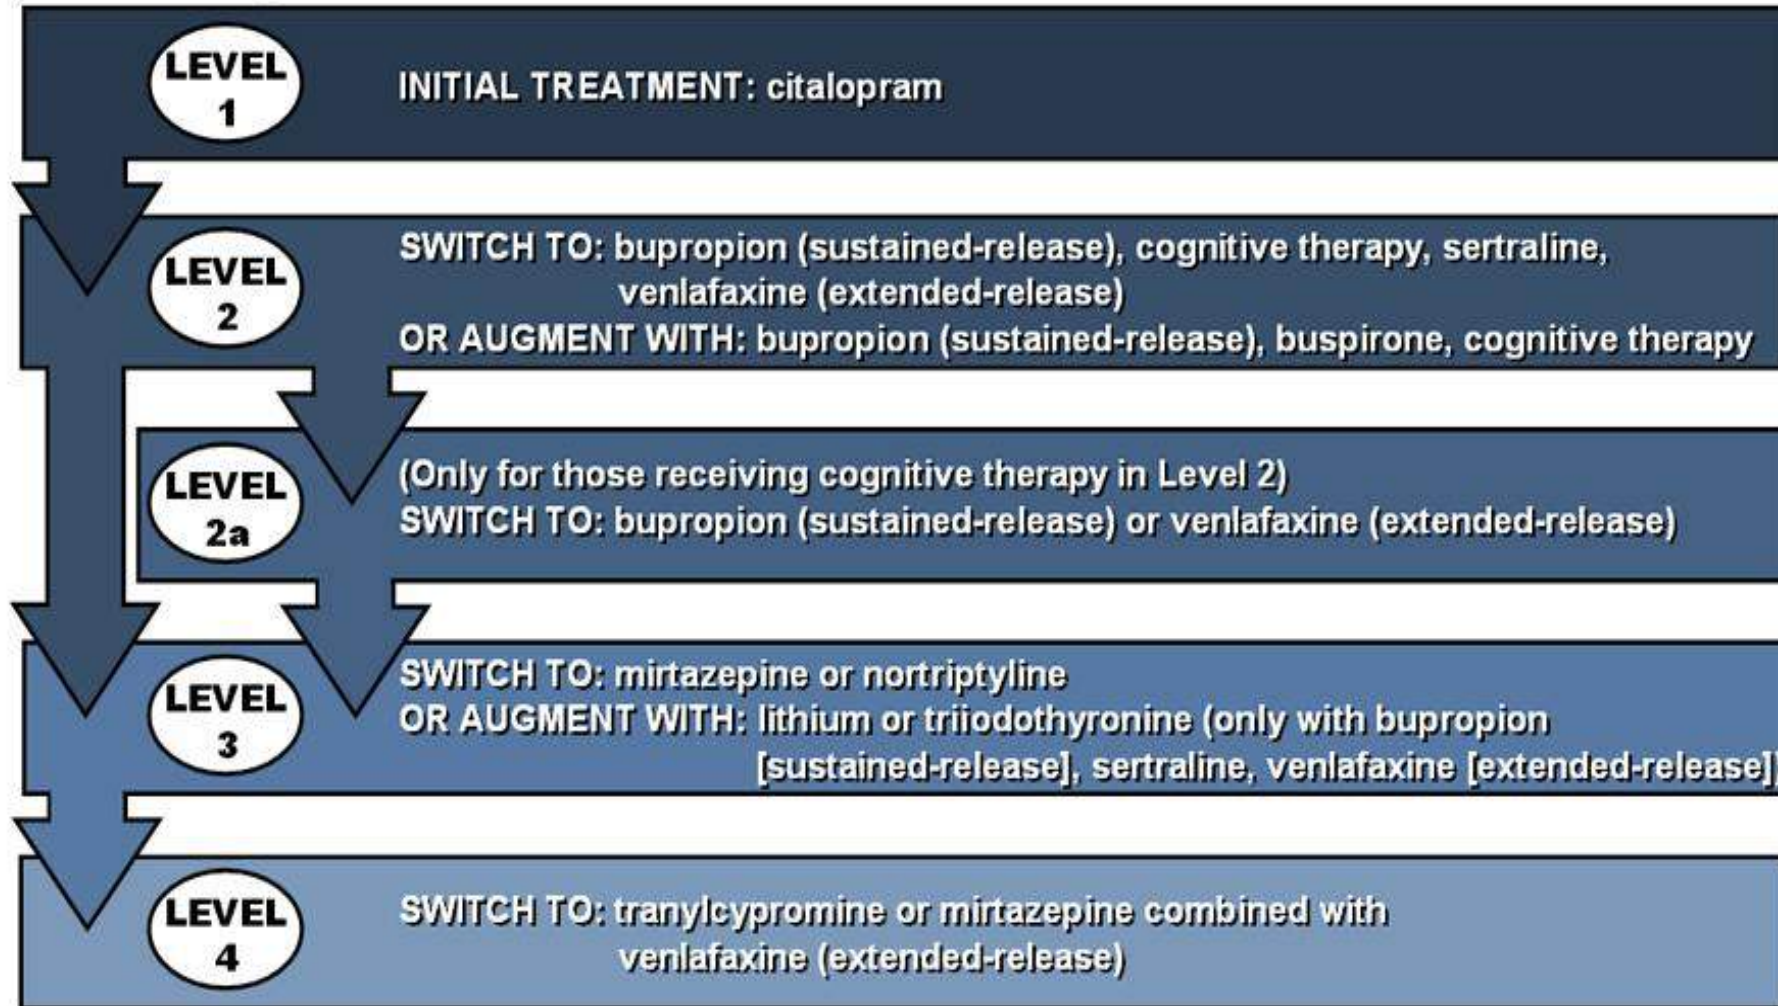 LEVEL
1
INITIAL TREATMENT: citalopram
LEVEL
2
SWITCH TO: bupropion (sustained-release), cognitive therapy, sertraline,
venlafaxine (extended-release)
OR AUGMENT WITH: bupropion (sustained-release), buspirone, cognitive therapy
LEVEL
2a
(Only for those receiving cognitive therapy in Level 2)
SWITCH TO: bupropion (sustained-release) or venlafaxine (extended-release)
LEVEL
3
SWITCH TO: mirtazepine or nortriptyline
OR AUGMENT WITH: lithium or triiodothyronine (only with bupropion
[sustained-release], sertraline, venlafaxine [extended-release])
LEVEL
4
SWITCH TO: tranylcypromine or mirtazepine combined with
venlafaxine (extended-release)